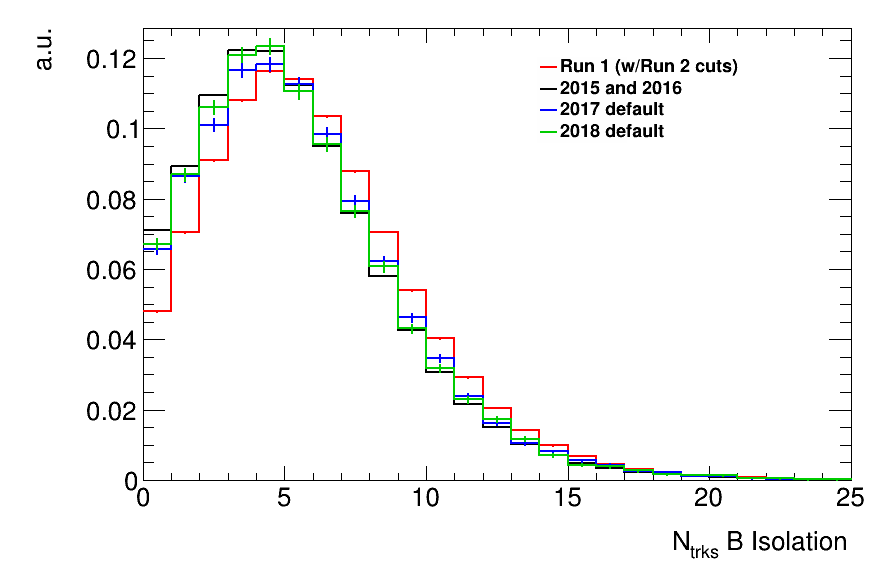 a.u.
0.12
0.1
0.08
0.06
0.04
0.02
0
Run 1 (w/Run 2 cuts)
2015 and 2016
2017 default
2018 default
0 5 10 15 20 25
N_trks B Isolation